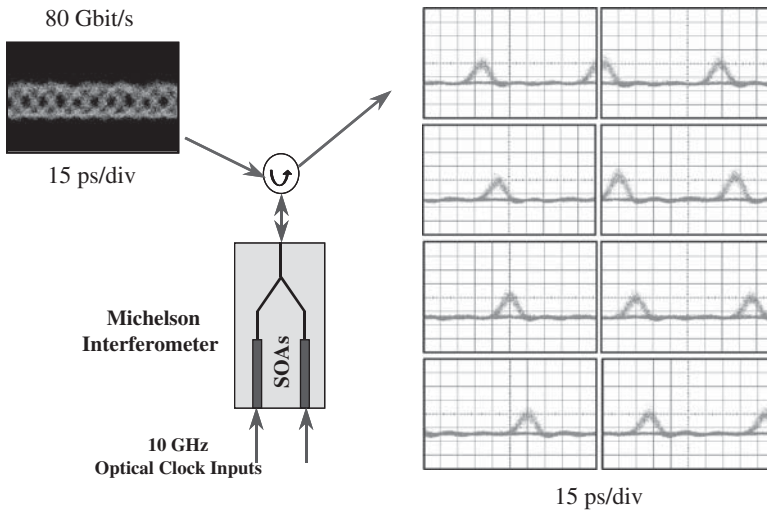 80 Gbit/s
15 ps/div
Michelson
Interferometer
SOAs
10 GHz
Optical Clock Inputs
15 ps/div